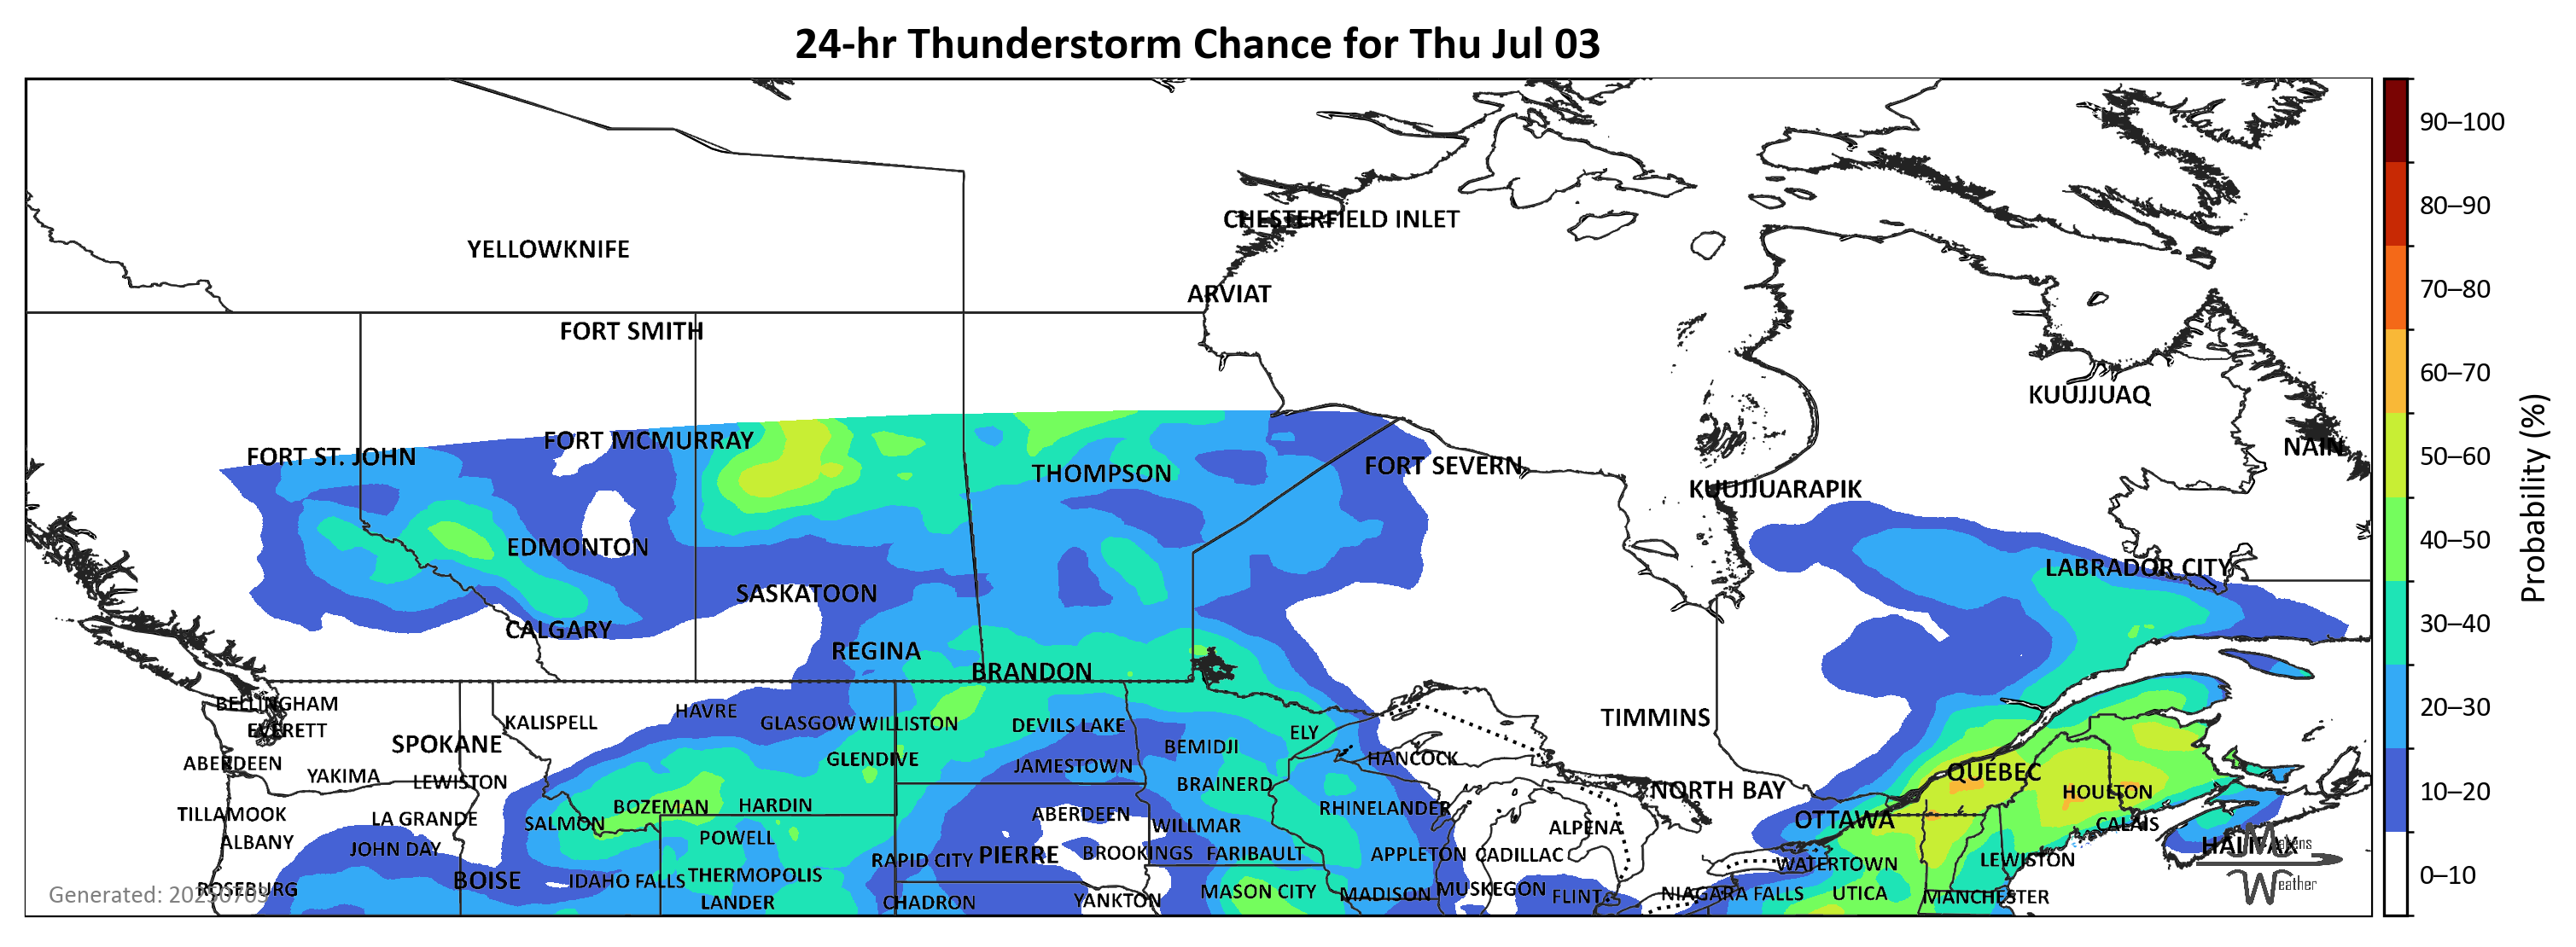 24-hr Thunderstorm Chance for Thu Jul 03
90–100
80–90
CHESTERFIELD INLET
YELLOWKNIFE
70–80
ARVIAT
FORT SMITH
60–70
KUUJJUAQ
FORT MCMURRAY
NAIN
50–60
FORT ST. JOHN
FORT SEVERN
THOMPSON
KUUJJUARAPIK
Probability (%)
40–50
EDMONTON
LABRADOR CITY
SASKATOON
30–40
CALGARY
REGINA
BRANDON
BELLINGHAM
20–30
HAVRE
TIMMINS
KALISPELL
GLASGOW
WILLISTON
DEVILS LAKE
EVERETT
ELY
SPOKANE
BEMIDJI
HANCOCK
ABERDEEN
GLENDIVE
JAMESTOWN
QUÉBEC
YAKIMA
LEWISTON
BRAINERD
NORTH BAY
HOULTON
10–20
BOZEMAN
HARDIN
RHINELANDER
TILLAMOOK
LA GRANDE
SALMON
ABERDEEN
WILLMAR
ALPENA
OTTAWA
CALAIS
ALBANY
POWELL
JOHN DAY
RAPID CITY
PIERRE
BROOKINGS
FARIBAULT
APPLETON
CADILLAC
HALIFAX
Makens
Weather
WATERTOWN
LEWISTON
BOISE
IDAHO FALLS
THERMOPOLIS
0–10
ROSEBURG
Generated: 20250703
MASON CITY
MADISON
MUSKEGON
FLINT
NIAGARA FALLS
UTICA
MANCHESTER
LANDER
CHADRON
YANKTON